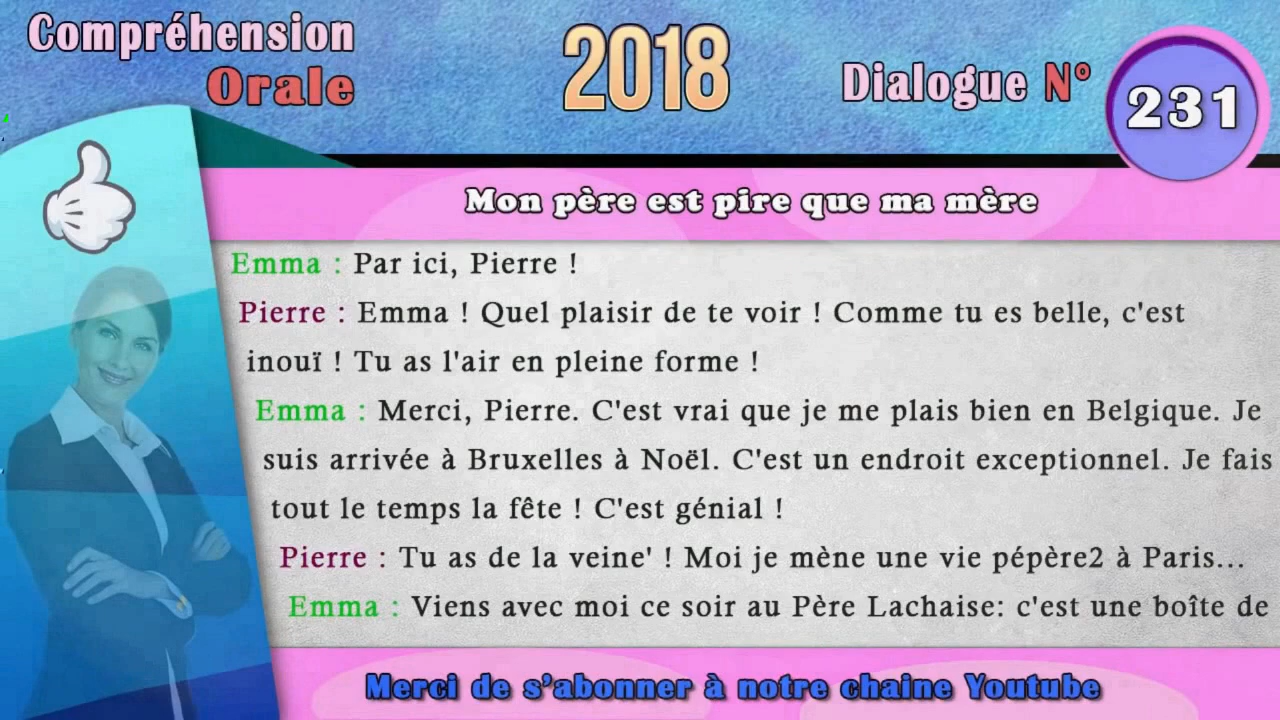 Compréhension
Orale
2018
Dialogue N°
231
Mon père est pire que ma mère
Emma : Par ici, Pierre !
Pierre : Emma ! Quel plaisir de te voir ! Comme tu es belle, c'est
inouï ! Tu as l'air en pleine forme !
Emma : Merci, Pierre. C'est vrai que je me plais bien en Belgique. Je
suis arrivée à Bruxelles à Noël. C'est un endroit exceptionnel. Je fais
tout le temps la fête ! C'est génial !
Pierre : Tu as de la veine' ! Moi je mène une vie pépère2 à Paris...
Emma : Viens avec moi ce soir au Père Lachaise: c'est une boîte de
Merci de s'abonner à notre chaine Youtube